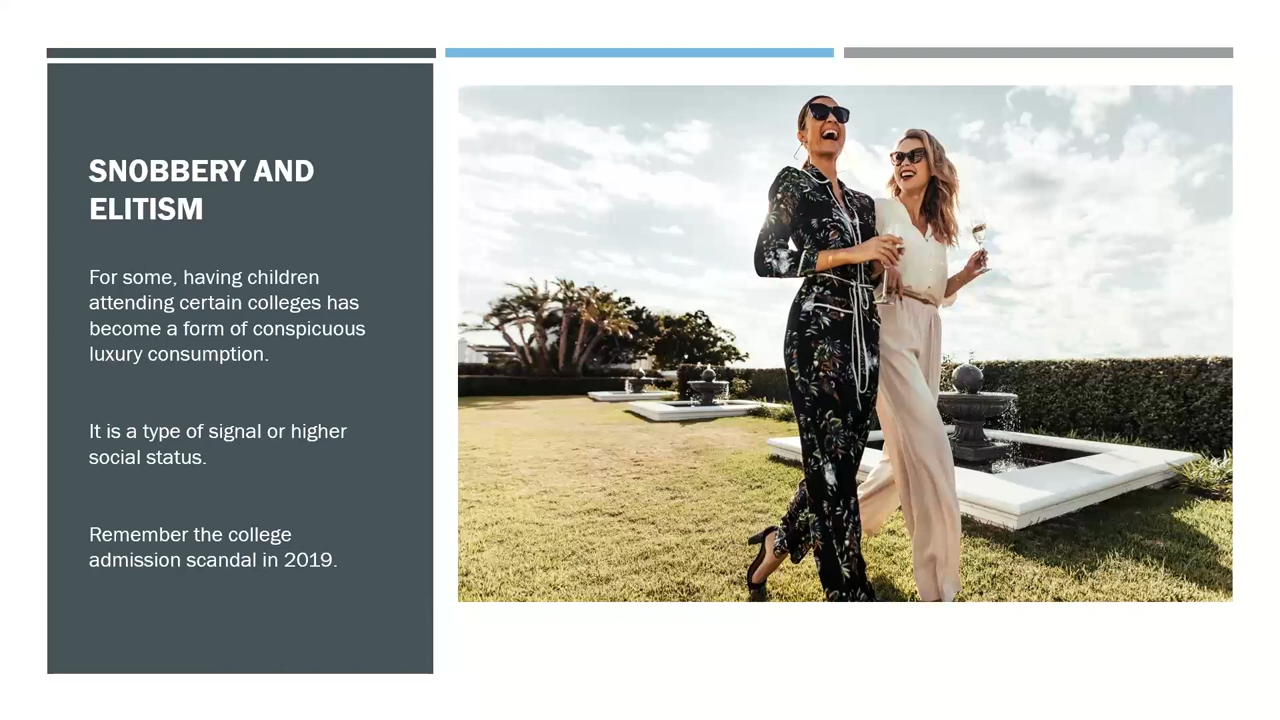 SNOBBERY AND
ELITISM
For some, having children
attending certain colleges has
become a form of conspicuous
luxury consumption.
It is a type of signal or higher
social status.
Remember the college
admission scandal in 2019.